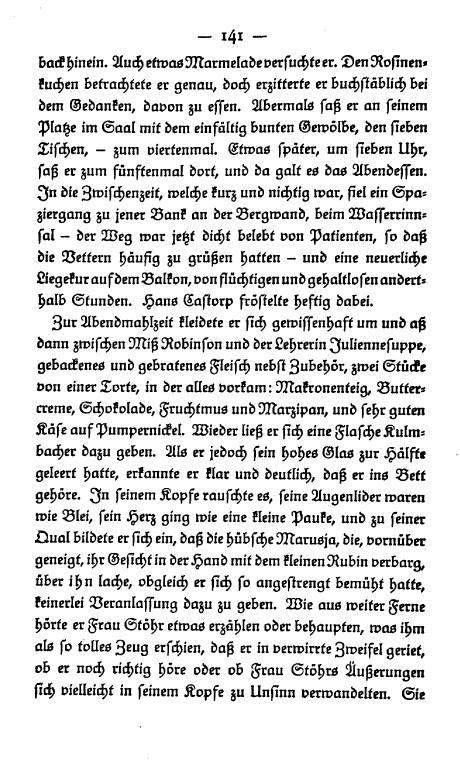 — 141 —
back hinein. Auch etwas Marmelade versuchte er. Den Rosinen-
kuchen betrachtete er genau, doch erzitterte er buchstäblich bei
dem Gedanken, davon zu essen. Abermals saß er an seinem
Platze im Saal mit dem einfältig bunten Gewölbe, den sieben
Tischen, – zum viertenmal. Etwas später, um sieben Uhr,
saß er zum fünftenmal dort, und da galt es das Abendessen.
In die Zwischenzeit, welche kurz und nichtig war, fiel ein Spa-
ziergang zu jener Bank an der Bergwand, beim Wasserrinn-
sal – der Weg war jetzt dicht belebt von Patienten, so daß
die Vettern häufig zu grüßen hatten – und eine neuerliche
Liegekur auf dem Balkon, von flüchtigen und gehaltlosen andert-
halb Stunden. Hans Castorp fröstelte heftig dabei.
Zur Abendmahlzeit kleidete er sich gewissenhaft um und aß
dann zwischen Miß Robinson und der Lehrerin Juliennesuppe,
gebackenes und gebratenes Fleisch nebst Zubehör, zwei Stücke
von einer Torte, in der alles vorkam: Makronenteig, Butter-
creme, Schokolade, Fruchtmus und Marzipan, und sehr guten
Käse auf Pumpernickel. Wieder ließ er sich eine Flasche Kulm-
bacher dazu geben. Als er jedoch sein hohes Glas zur Hälfte
geleert hatte, erkannte er klar und deutlich, daß er ins Bett
gehöre. In seinem Kopfe rauschte es, seine Augenlider waren
wie Blei, sein Herz ging wie eine kleine Pauke, und zu seiner
Qual bildete er sich ein, daß die hübsche Marusja, die, vornüber
geneigt, ihr Gesicht in der Hand mit dem kleinen Rubin verbarg,
über ihn lache, obgleich er sich so angestrengt bemüht hatte,
keinerlei Veranlassung dazu zu geben. Wie aus weiter Ferne
hörte er Frau Stöhr etwas erzählen oder behaupten, was ihm
als so tolles Zeug erschien, daß er in verwirrte Zweifel geriet,
ob er noch richtig höre oder ob Frau Stöhrs Äußerungen
sich vielleicht in seinem Kopfe zu Unsinn verwandelten. Sie